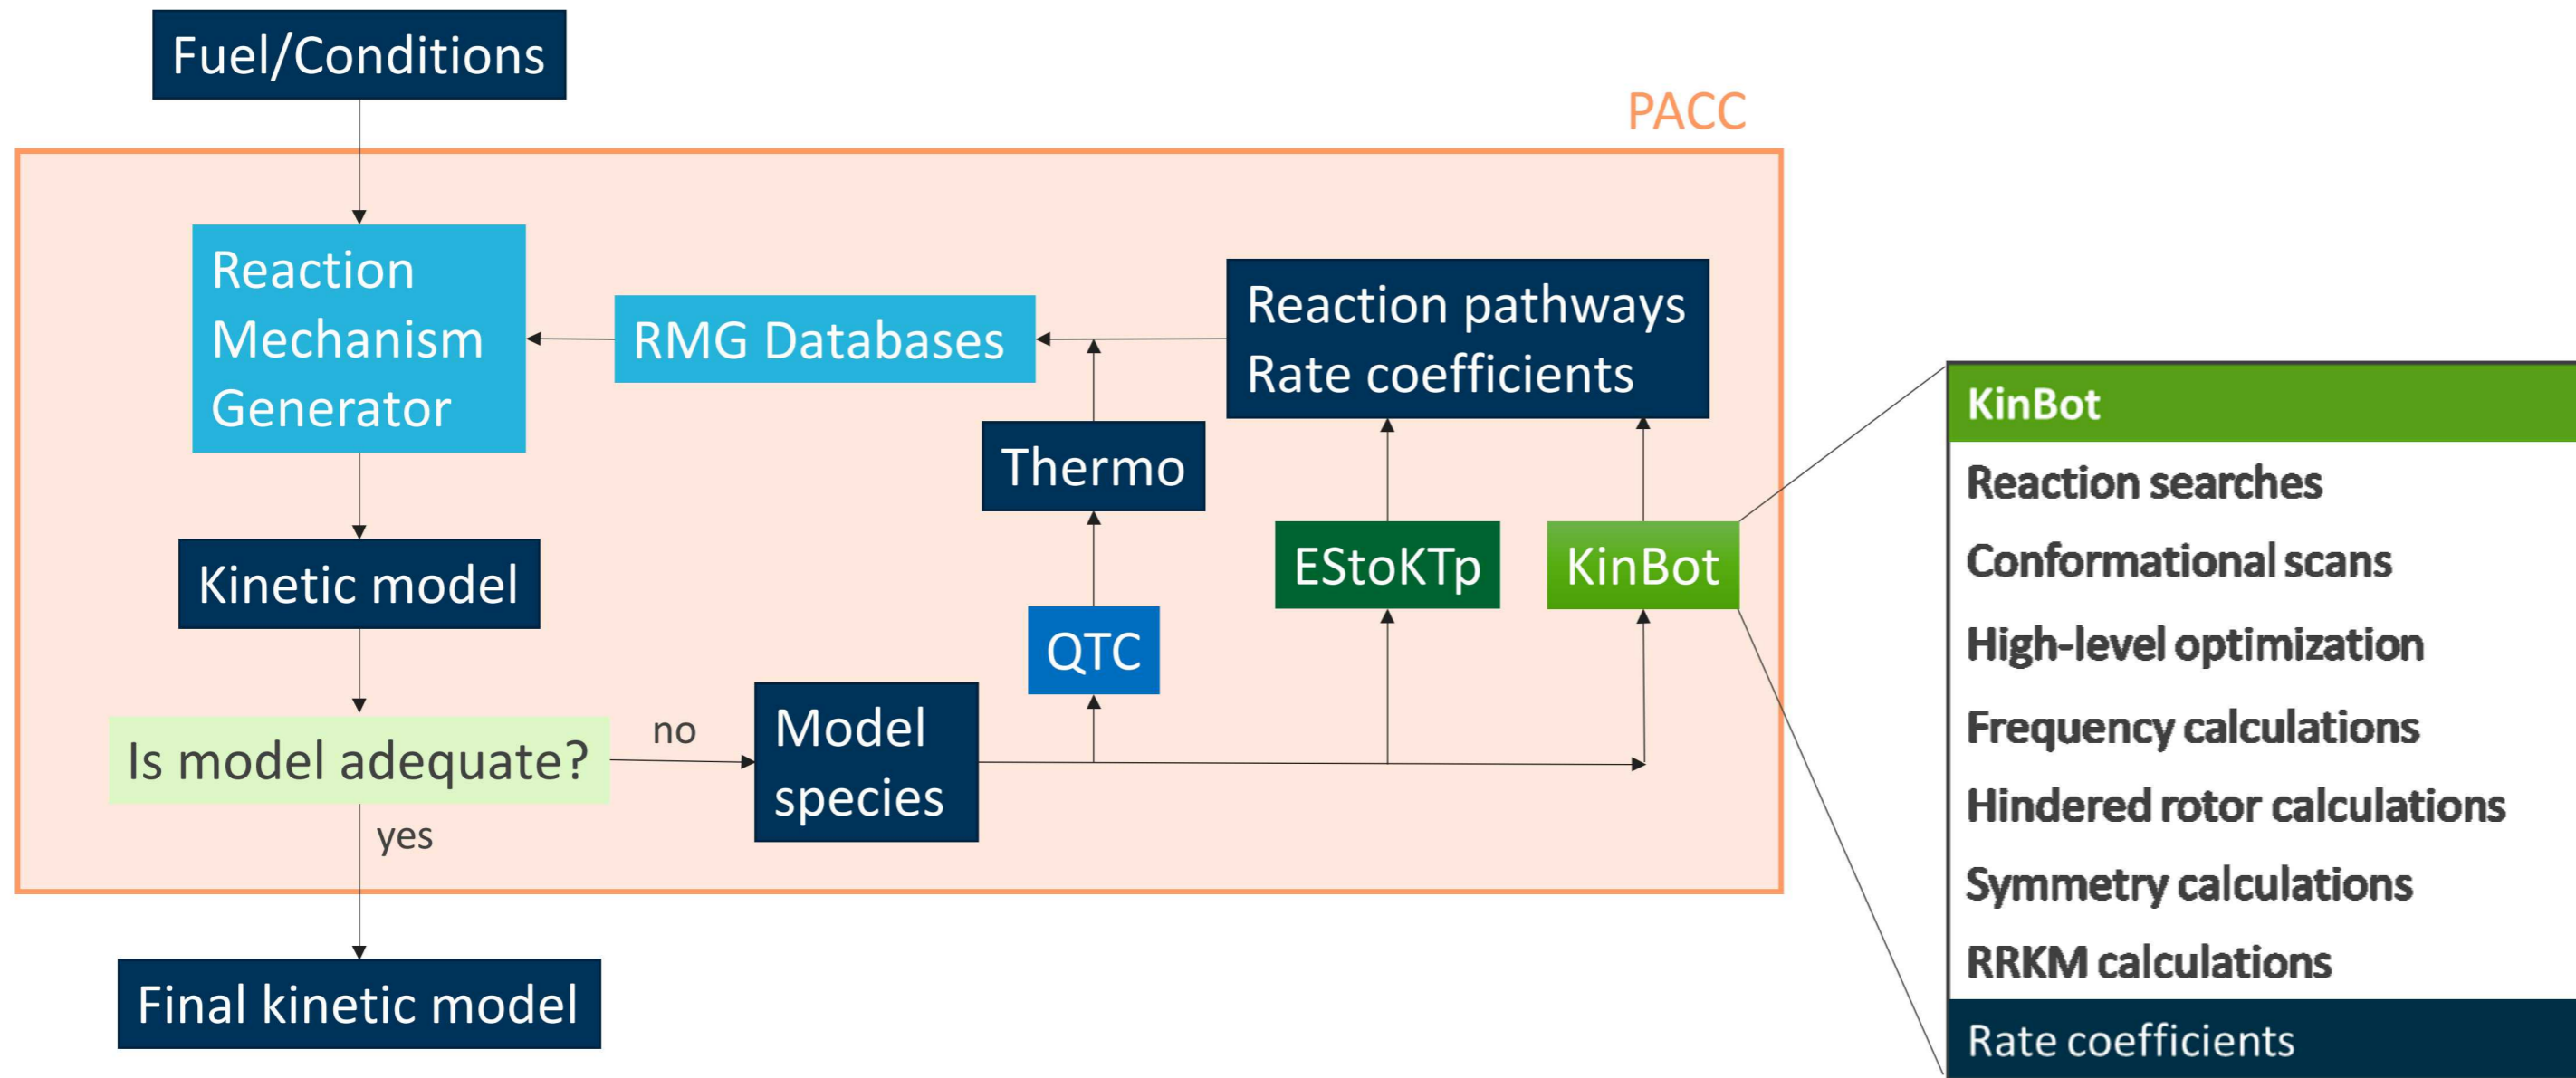 Fuel/Conditions
PACC
Reaction
Mechanism
Generator
RMG Databases
Reaction pathways
Rate coefficients
Thermo
Kinetic model
QTC
EStoKTp
KinBot
Is model adequate?
no
Model
species
yes
Final kinetic model
KinBot
Reaction searches
Conformational scans
High-level optimization
Frequency calculations
Hindered rotor calculations
Symmetry calculations
RRKM calculations
Rate coefficients